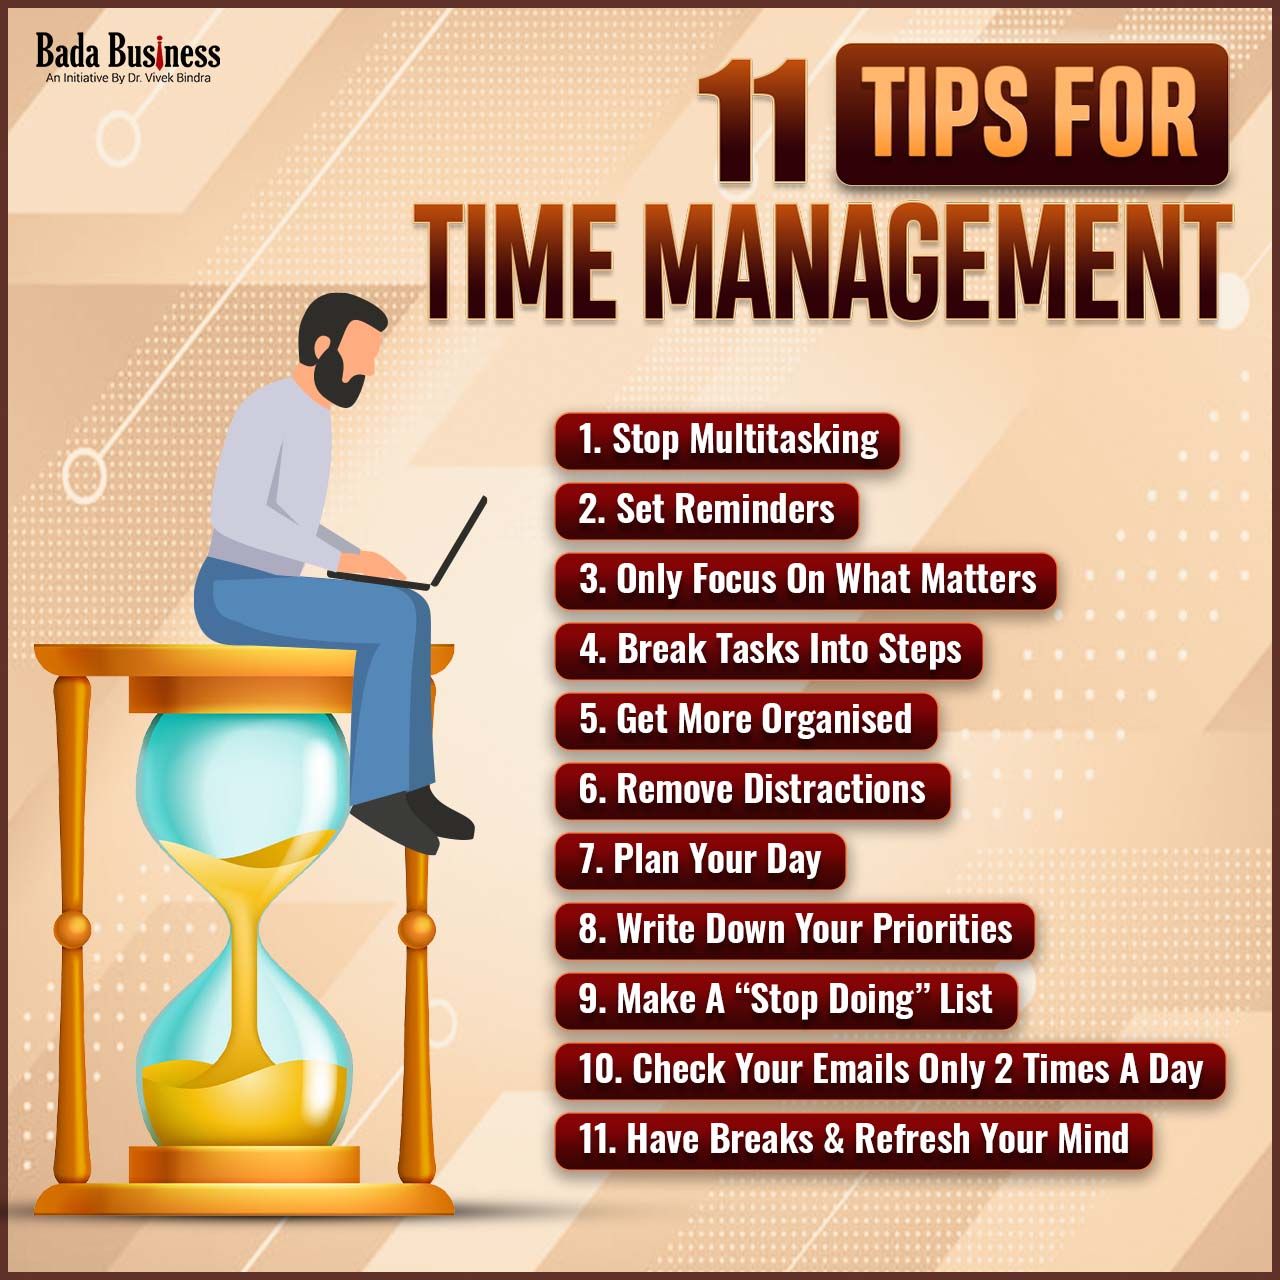 Bada Business
An Initiative By Dr. Vivek Bindra
11 TIPS FOR
TIME MANAGEMENT
1. Stop Multitasking
2. Set Reminders
3. Only Focus On What Matters
4. Break Tasks Into Steps
5. Get More Organised
6. Remove Distractions
7. Plan Your Day
8. Write Down Your Priorities
9. Make A “Stop Doing” List
10. Check Your Emails Only 2 Times A Day
11. Have Breaks & Refresh Your Mind